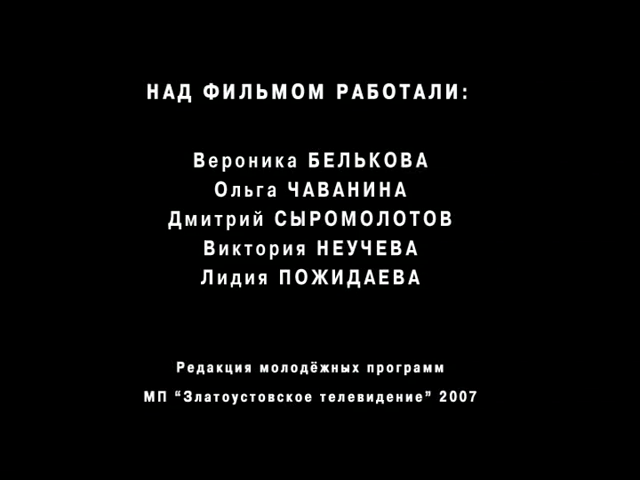 НАД ФИЛЬМОМ РАБОТАЛИ:
Вероника БЕЛЬКОВА
Ольга ЧАВАНИНА
Дмитрий СЫРОМОЛОТОВ
Виктория НЕУЧЕВА
Лидия ПОЖИДАЕВА
Редакция молодёжных программ
МП “Златоустовское телевидение” 2007